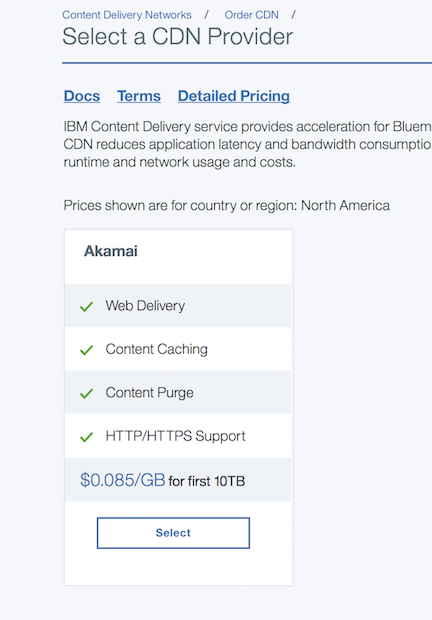 Content Delivery Networks / Order CDN /
Select a CDN Provider
Docs Terms Detailed Pricing
IBM Content Delivery service provides acceleration for Bluem
CDN reduces application latency and bandwidth consumptio
runtime and network usage and costs.
Prices shown are for country or region: North America
Akamai
Web Delivery
Content Caching
Content Purge
HTTP/HTTPS Support
$0.085/GB for first 10TB
Select